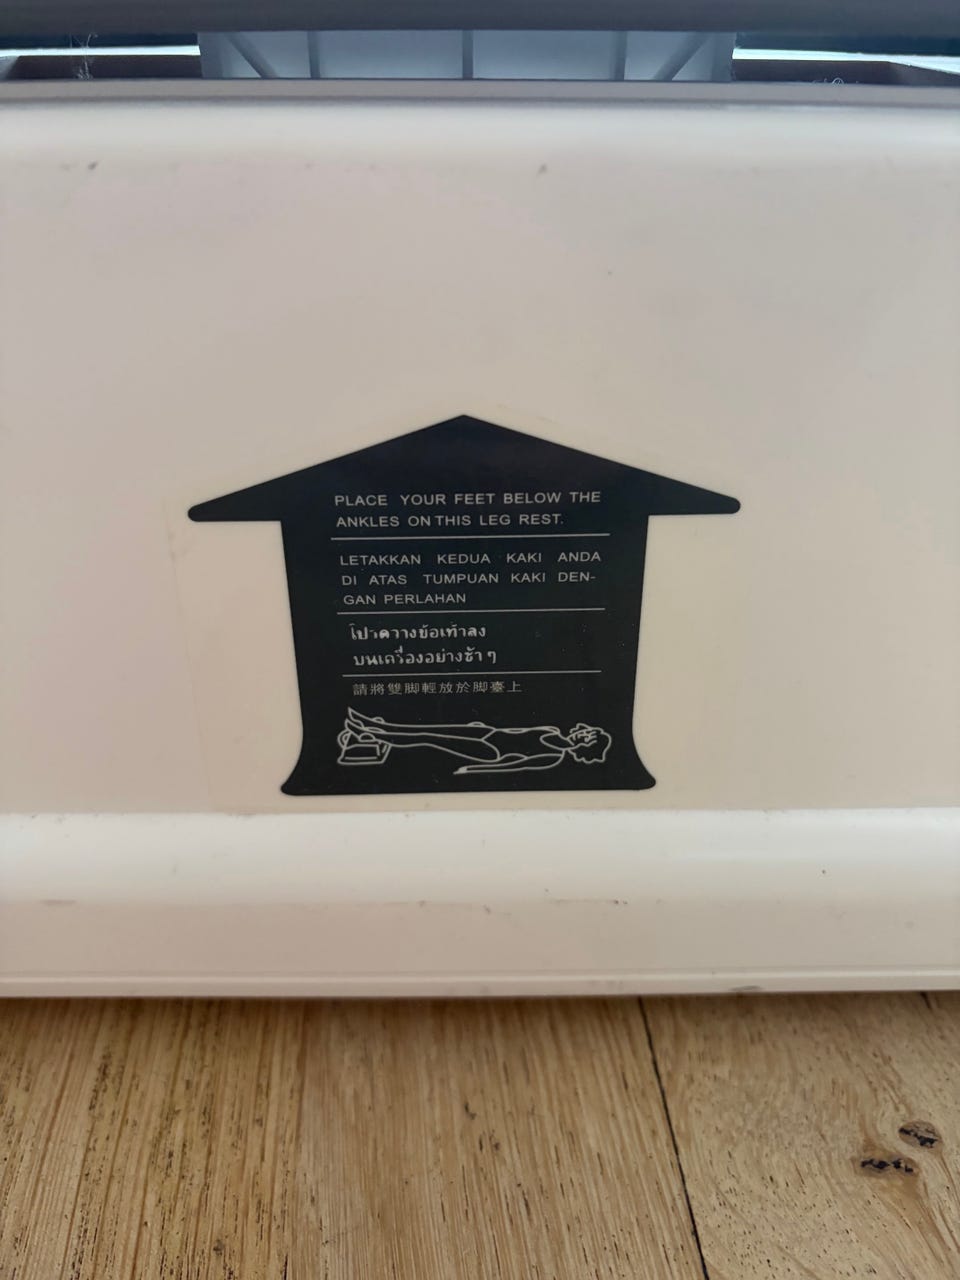 PLACE YOUR FEET BELOW THE
ANKLES ON THIS LEG REST.
LETAKKAN KEDUA KAKI ANDA
DI ATAS TUMPUAN KAKI DEN-
GAN PERLAHAN
โปรดวางข้อเท้าลง
บนเครื่องอย่างช้าๆ
請將雙脚輕放於脚臺上